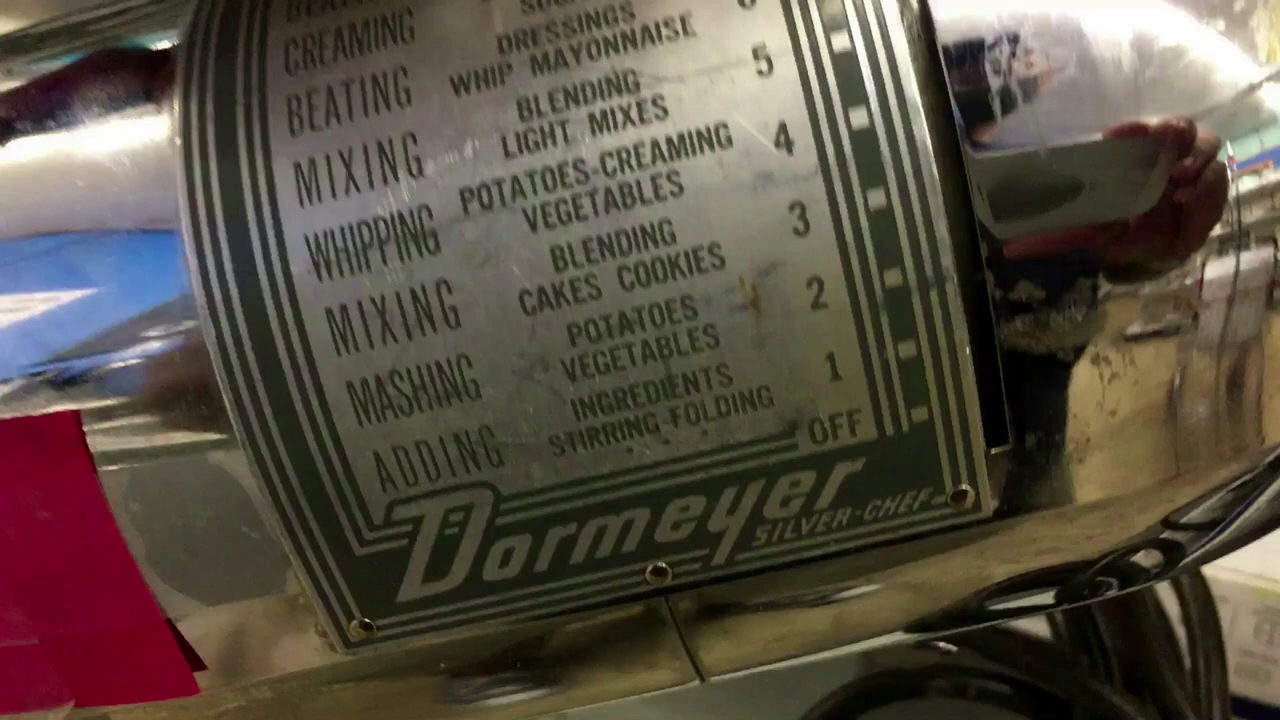 CREAMING DRESSINGS
WHIP MAYONNAISE 5
BEATING BLENDING
LIGHT MIXES 4
MIXING POTATOES-CREAMING
VEGETABLES 3
WHIPPING BLENDING
CAKES COOKIES 2
MIXING POTATOES
VEGETABLES 1
MASHING INGREDIENTS
STIRRING-FOLDING OFF
ADDING
Dormeyer
SILVER-CHEF